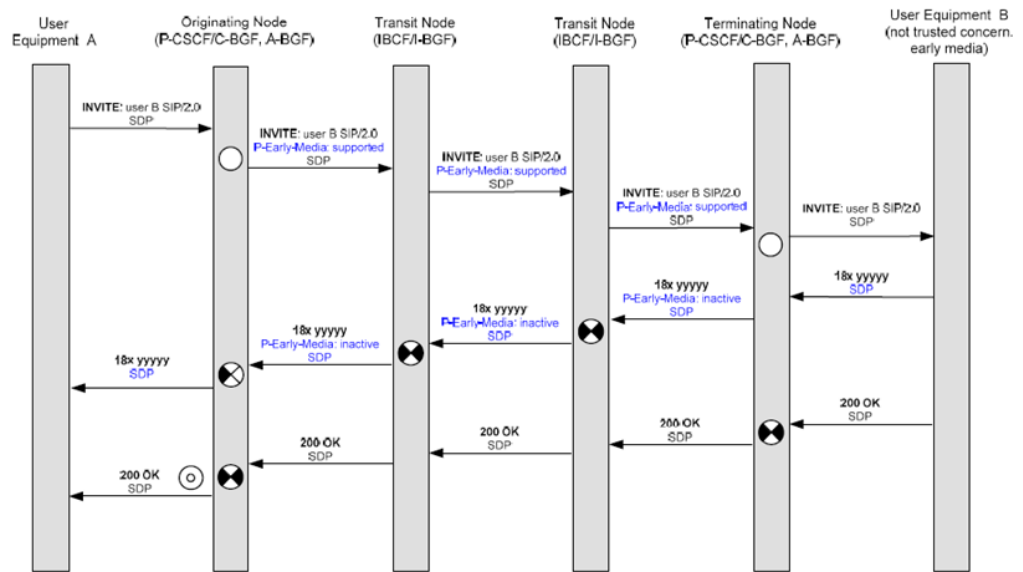 User
Equipment A
Originating Node
(P-CSCF/C-BGF, A-BGF)
Transit Node
(IBCF/I-BGF)
Transit Node
(IBCF/I-BGF)
Terminating Node
(P-CSCF/C-BGF, A-BGF)
User Equipment B
(not trusted concern.
early media)
INVITE: user B SIP/2.0
SDP
INVITE: user B SIP/2.0
P-Early-Media: supported
SDP
INVITE: user B SIP/2.0
P-Early-Media: supported
SDP
INVITE: user B SIP/2.0
P-Early-Media: supported
SDP
INVITE: user B SIP/2.0
SDP
18x yyyyy
SDP
18x yyyyy
P-Early-Media: inactive
SDP
18x yyyyy
P-Early-Media: inactive
SDP
18x yyyyy
P-Early-Media: inactive
SDP
18x yyyyy
SDP
200 OK
SDP
200 OK
SDP
200 OK
SDP
200 OK
SDP
200 OK
SDP